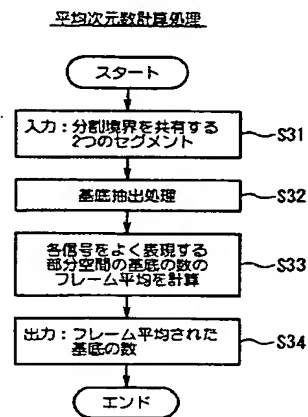 平均次元数計算処理
スタート
入力：分割境界を共有する
2つのセグメント
S31
基底抽出処理
S32
各信号をよく表現する
部分空間の基底の数の
フレーム平均を計算
S33
出力：フレーム平均された
基底の数
S34
エンド